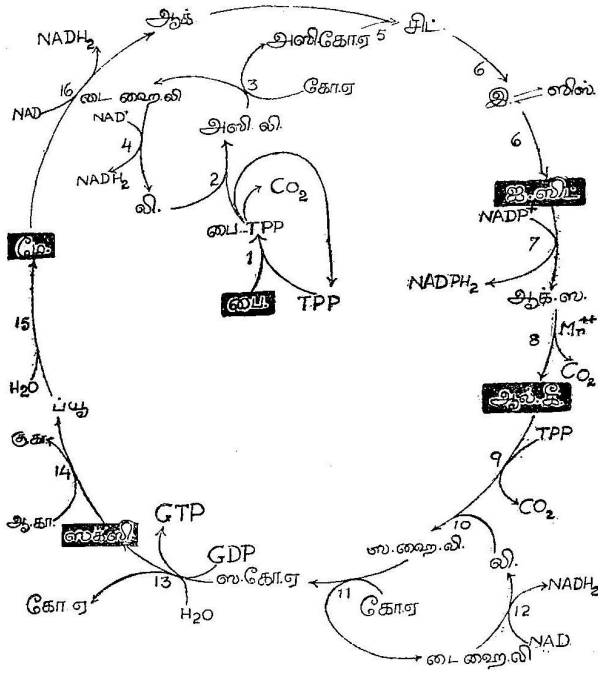 ஆக்
NADH2
அஸி.கோ.ஏ
5
சிட்.
16
NAD
டை ஹை.லி
3
கோ.ஏ
6
இ.
ஸிஸ்.
NAD+
4
அஸி. லி.
6
NADH2
லி.
2
CO2
ஐ.ஸிட்
NADP+
பை-TPP
7
மே.
1
NADPH2
பை.
TPP
ஆக்.ஸ.
15
8
Mn++
CO2
H2O
ப்யூ
ஆல்.கீ
TPP
9
14
CO2
ஆ.கா.
ஸக்ஸி.
GTP
10
ஸ.ஹை.லி.
லி.
GDP
13
ஸ.கோ.ஏ
11
NADH2
கோ.ஏ
H2O
கோ.ஏ
12
NAD
டை ஹை.லி